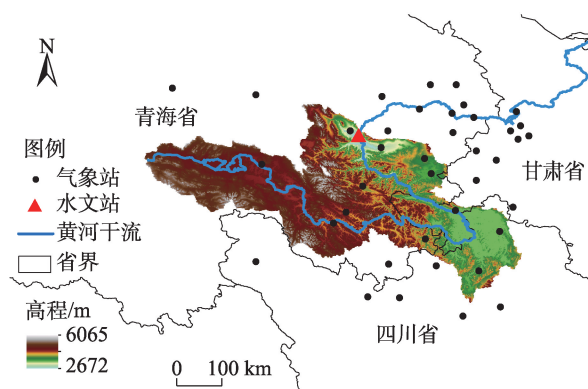 N
青海省
图例
气象站
水文站
黄河干流
省界
高程/m
6065
2672
0 100 km
甘肃省
四川省